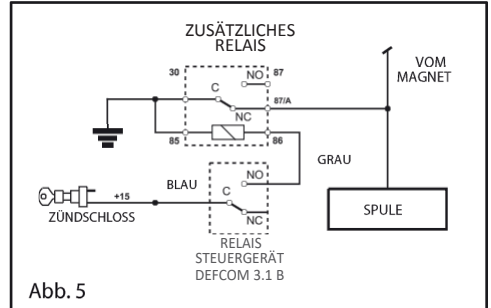 ZUSÄTZLICHES
RELAIS
30
NO
87
C
87/A
NC
85
86
VOM
MAGNET
GRAU
BLAU
NO
C
NC
+15
ZÜNDSCHLOSS
SPULE
RELAIS
STEUERGERÄT
DEFCOM 3.1 B
Abb. 5